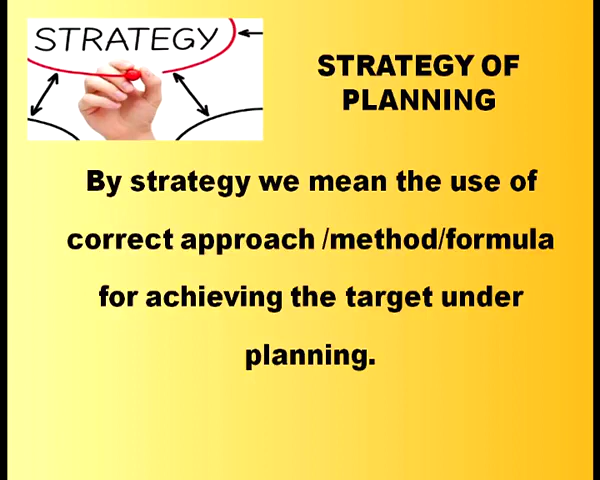 STRATEGY
STRATEGY OF
PLANNING
By strategy we mean the use of
correct approach /method/formula
for achieving the target under
planning.